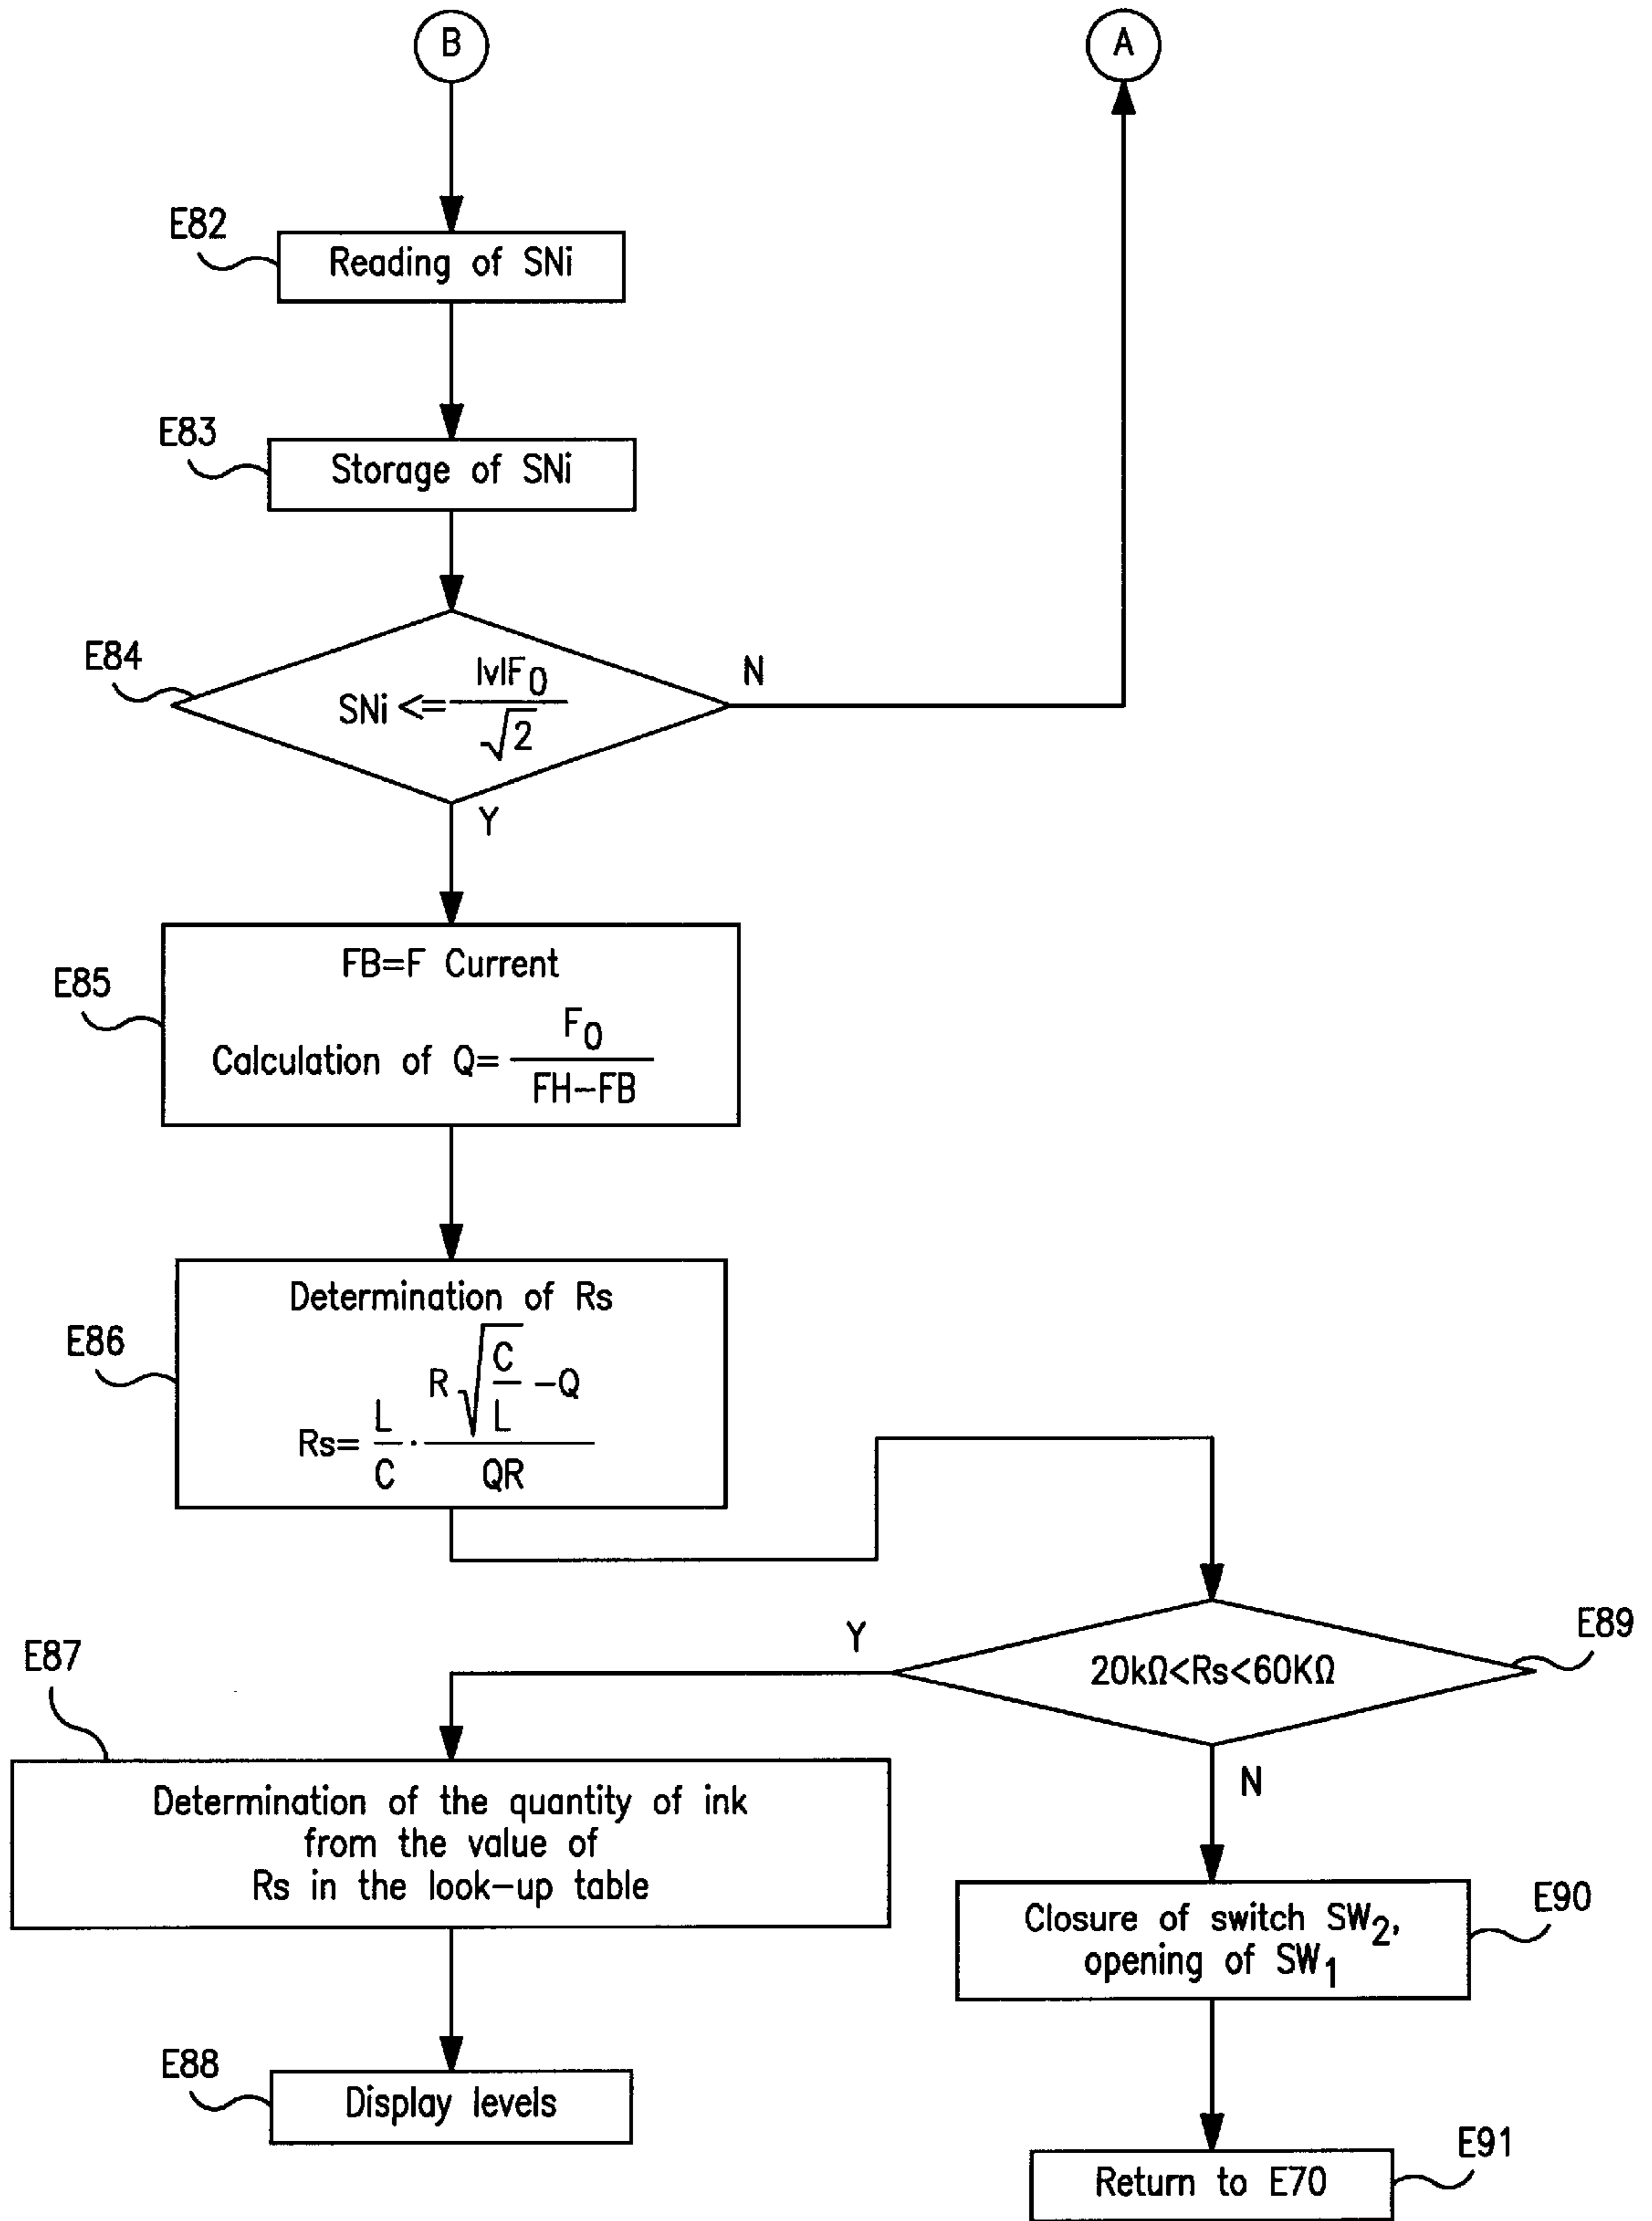 B
A
E82
Reading of SNi
E83
Storage of SNi
E84
SNi <= |v|F0 / √2
N
Y
E85
FB=F Current
Calculation of Q= F0 / FH-FB
E86
Determination of Rs
Rs= L/C · R √C/L -Q / QR
E89
20kΩ<Rs<60KΩ
Y
N
E87
Determination of the quantity of ink
from the value of
Rs in the look-up table
E90
Closure of switch SW2,
opening of SW1
E88
Display levels
E91
Return to E70